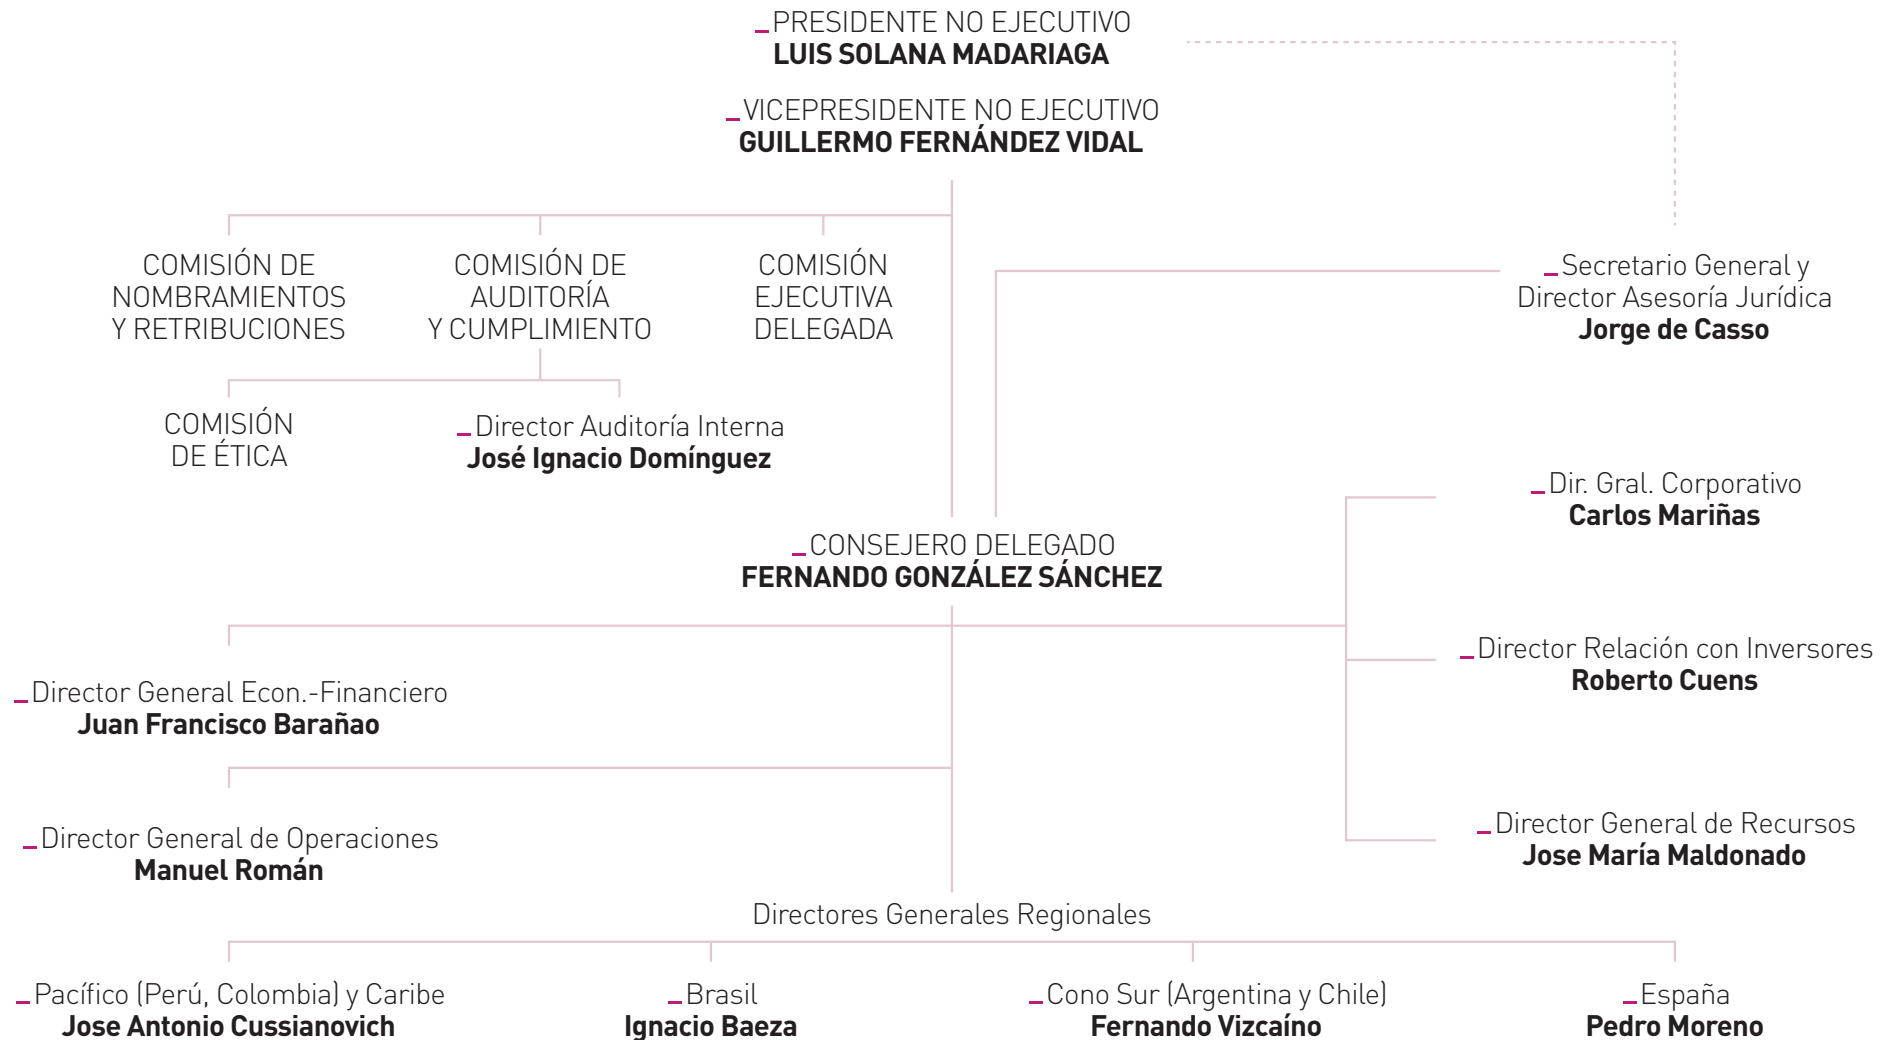 PRESIDENTE NO EJECUTIVO
LUIS SOLANA MADARIAGA
VICEPRESIDENTE NO EJECUTIVO
GUILLERMO FERNÁNDEZ VIDAL
COMISIÓN DE
NOMBRAMIENTOS
Y RETRIBUCIONES
COMISIÓN DE
AUDITORÍA
Y CUMPLIMIENTO
COMISIÓN
EJECUTIVA
DELEGADA
Secretario General y
Director Asesoría Jurídica
Jorge de Casso
COMISIÓN
DE ÉTICA
Director Auditoría Interna
José Ignacio Domínguez
Dir. Gral. Corporativo
Carlos Mariñas
CONSEJERO DELEGADO
FERNANDO GONZÁLEZ SÁNCHEZ
Director Relación con Inversores
Roberto Cuens
Director General Econ.-Financiero
Juan Francisco Barañao
Director General de Operaciones
Manuel Román
Director General de Recursos
Jose María Maldonado
Directores Generales Regionales
Pacífico (Perú, Colombia) y Caribe
Jose Antonio Cussianovich
Brasil
Ignacio Baeza
Cono Sur (Argentina y Chile)
Fernando Vizcaíno
España
Pedro Moreno